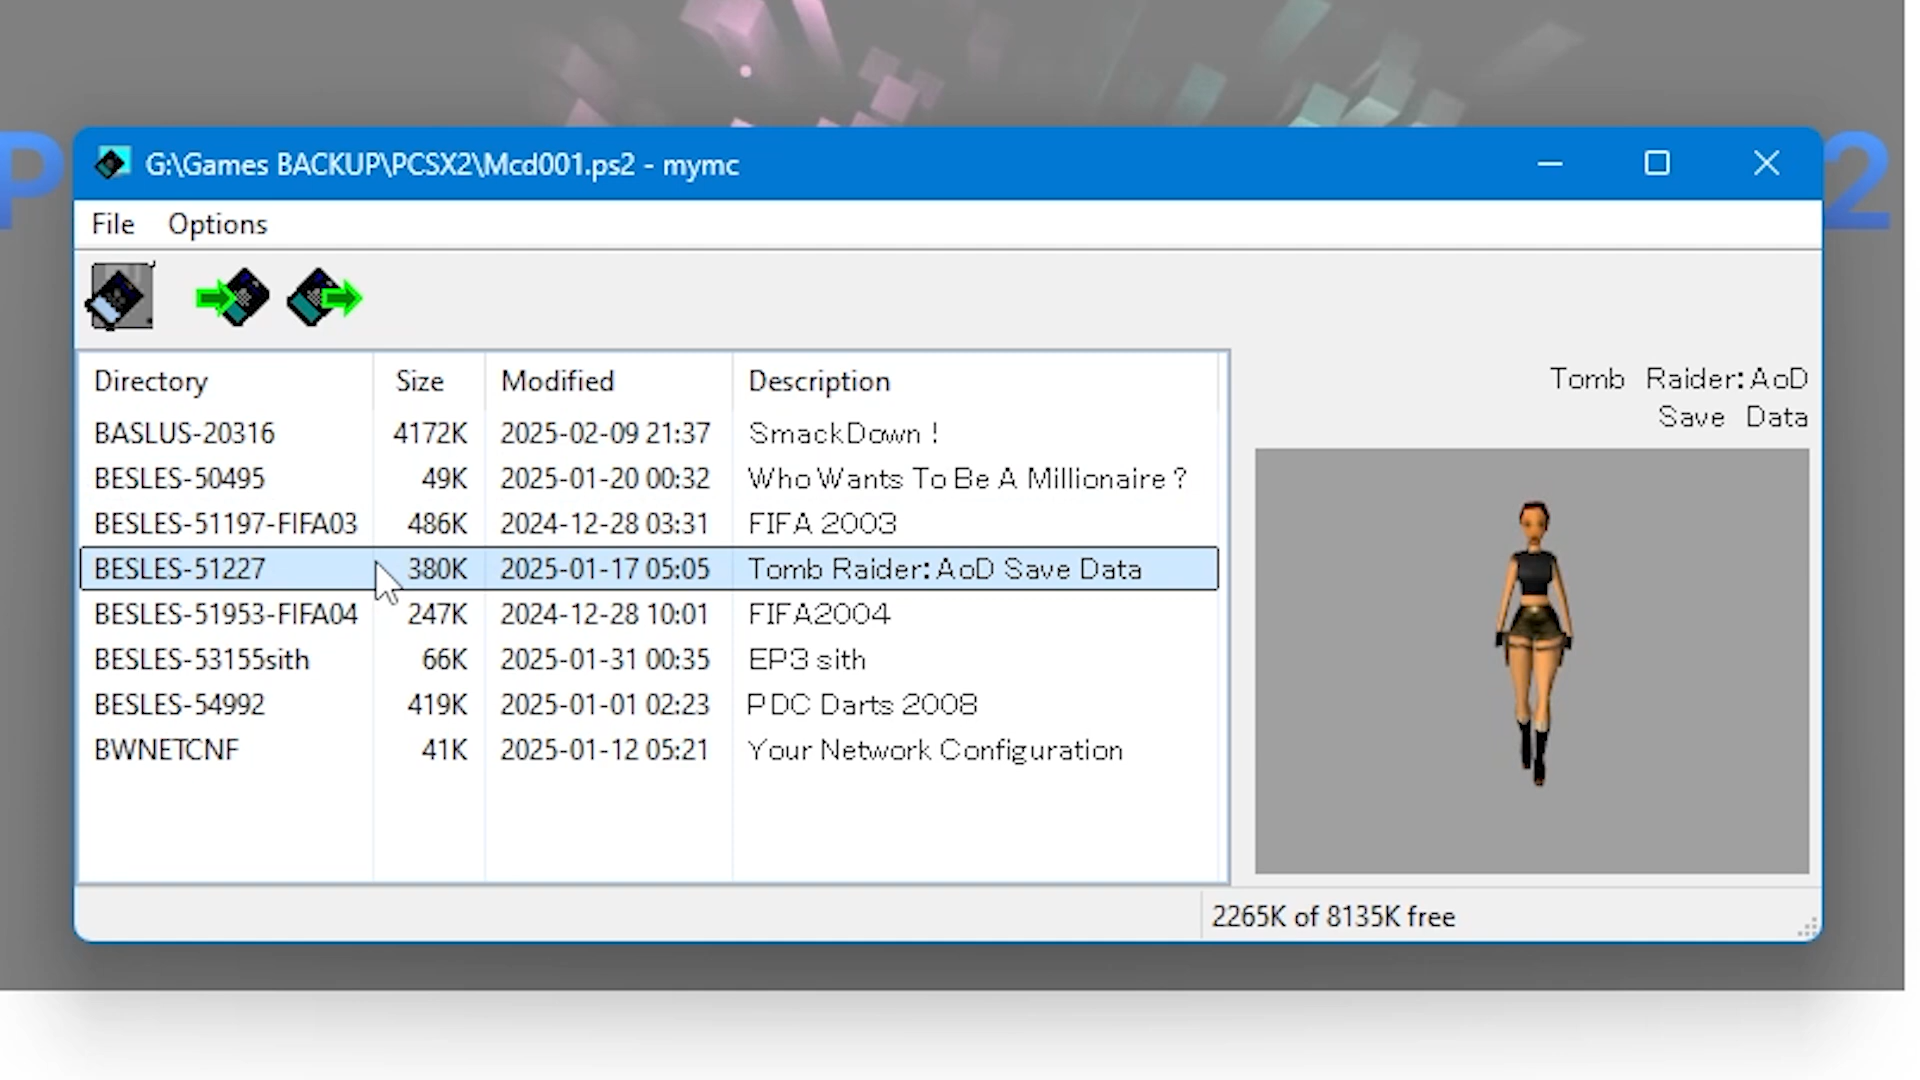 P
2
G:\Games BACKUP\PCSX2\Mcd001.ps2 - mymc
File Options
Directory Size Modified Description
BASLUS-20316 4172K 2025-02-09 21:37 SmackDown !
BESLES-50495 49K 2025-01-20 00:32 Who Wants To Be A Millionaire ?
BESLES-51197-FIFA03 486K 2024-12-28 03:31 FIFA 2003
BESLES-51227 380K 2025-01-17 05:05 Tomb Raider:AoD Save Data
BESLES-51953-FIFA04 247K 2024-12-28 10:01 FIFA2004
BESLES-53155sith 66K 2025-01-31 00:35 EP3 sith
BESLES-54992 419K 2025-01-01 02:23 PDC Darts 2008
BWNETCNF 41K 2025-01-12 05:21 Your Network Configuration
Tomb Raider:AoD
Save Data
2265K of 8135K free